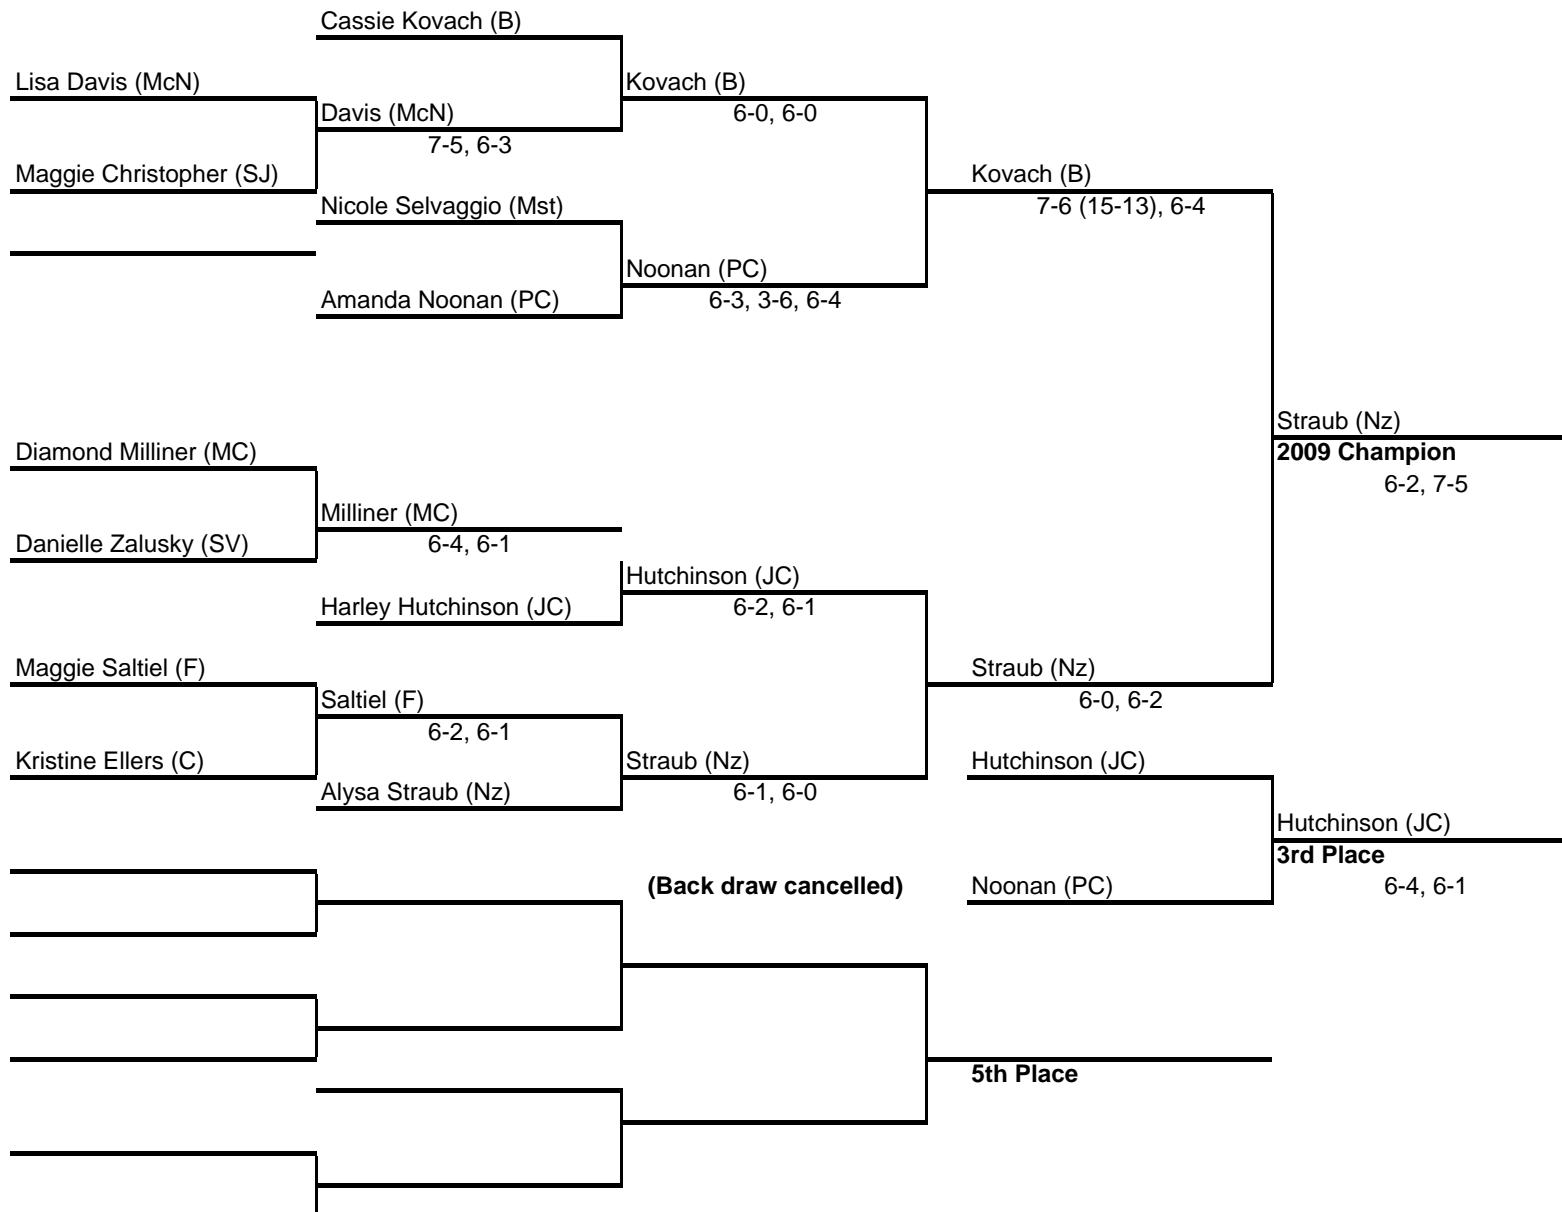 Cassie Kovach (B)
Lisa Davis (McN)
Kovach (B)
Davis (McN)
6-0, 6-0
7-5, 6-3
Maggie Christopher (SJ)
Kovach (B)
Nicole Selvaggio (Mst)
7-6 (15-13), 6-4
Noonan (PC)
Amanda Noonan (PC)
6-3, 3-6, 6-4
Straub (Nz)
Diamond Milliner (MC)
2009 Champion
6-2, 7-5
Milliner (MC)
Danielle Zalusky (SV)
6-4, 6-1
Hutchinson (JC)
Harley Hutchinson (JC)
6-2, 6-1
Maggie Saltiel (F)
Straub (Nz)
Saltiel (F)
6-0, 6-2
6-2, 6-1
Kristine Ellers (C)
Straub (Nz)
Hutchinson (JC)
Alysa Straub (Nz)
6-1, 6-0
Hutchinson (JC)
3rd Place
(Back draw cancelled)
Noonan (PC)
6-4, 6-1
5th Place